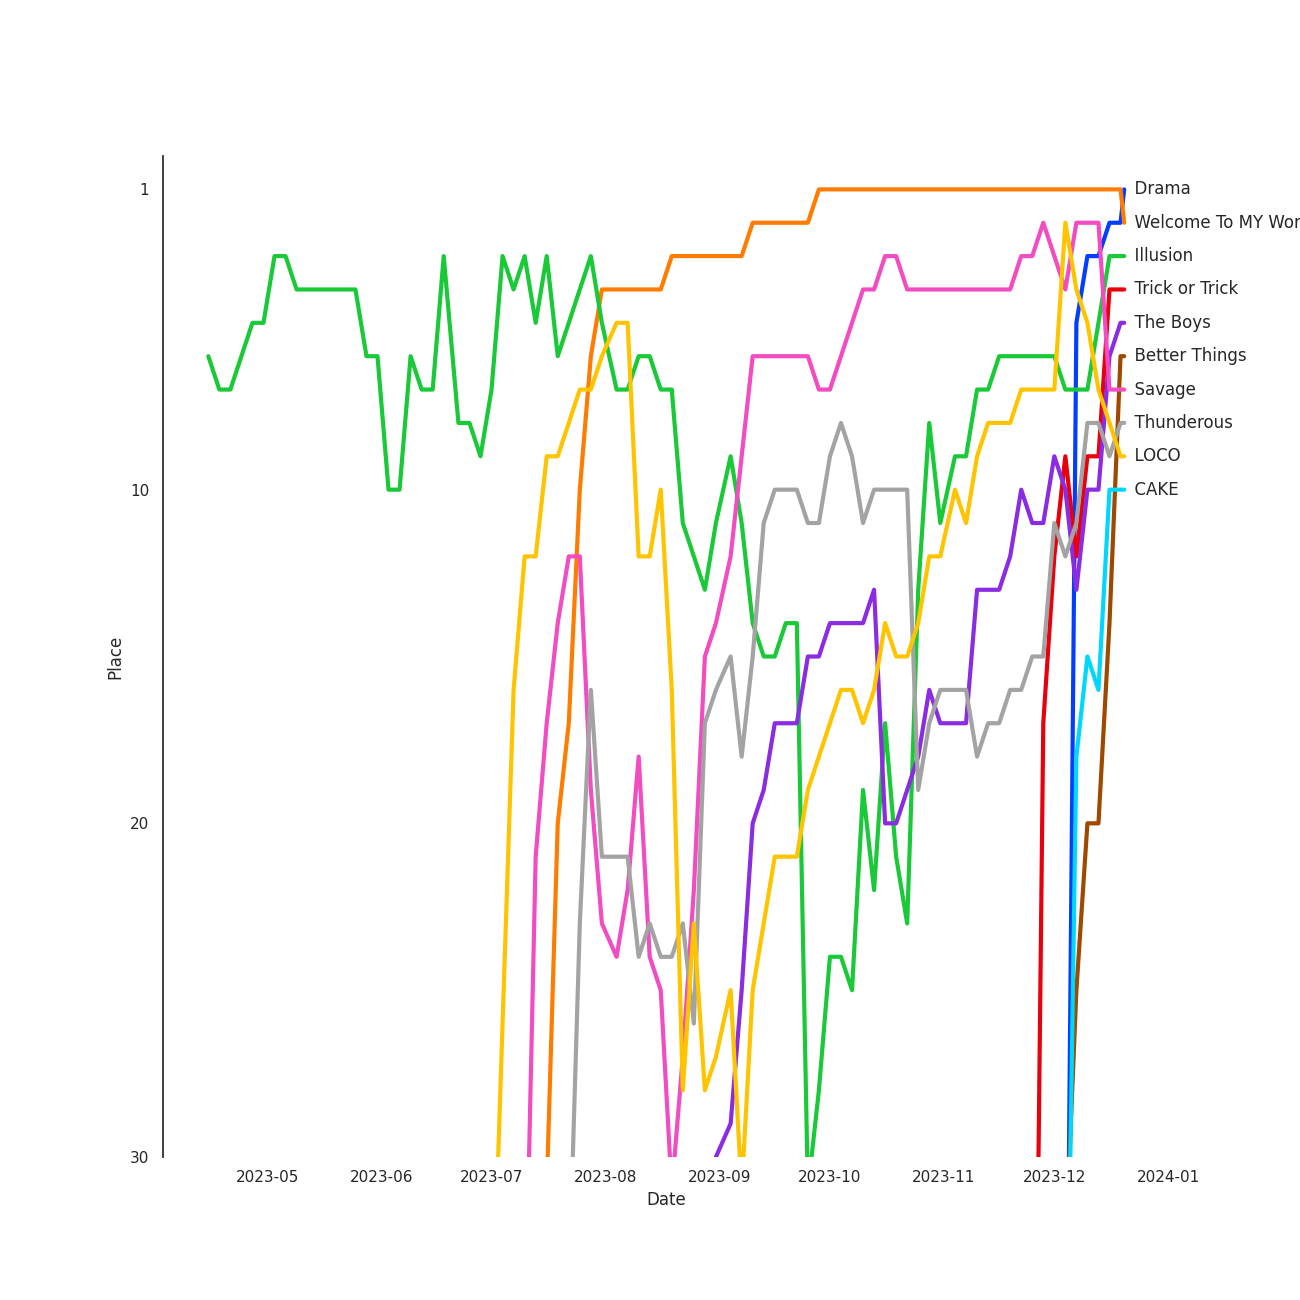 1
10
20
30
Place
2023-05
2023-06
2023-07
2023-08
2023-09
2023-10
2023-11
2023-12
2024-01
Date
Drama
Welcome To MY Wor
Illusion
Trick or Trick
The Boys
Better Things
Savage
Thunderous
LOCO
CAKE